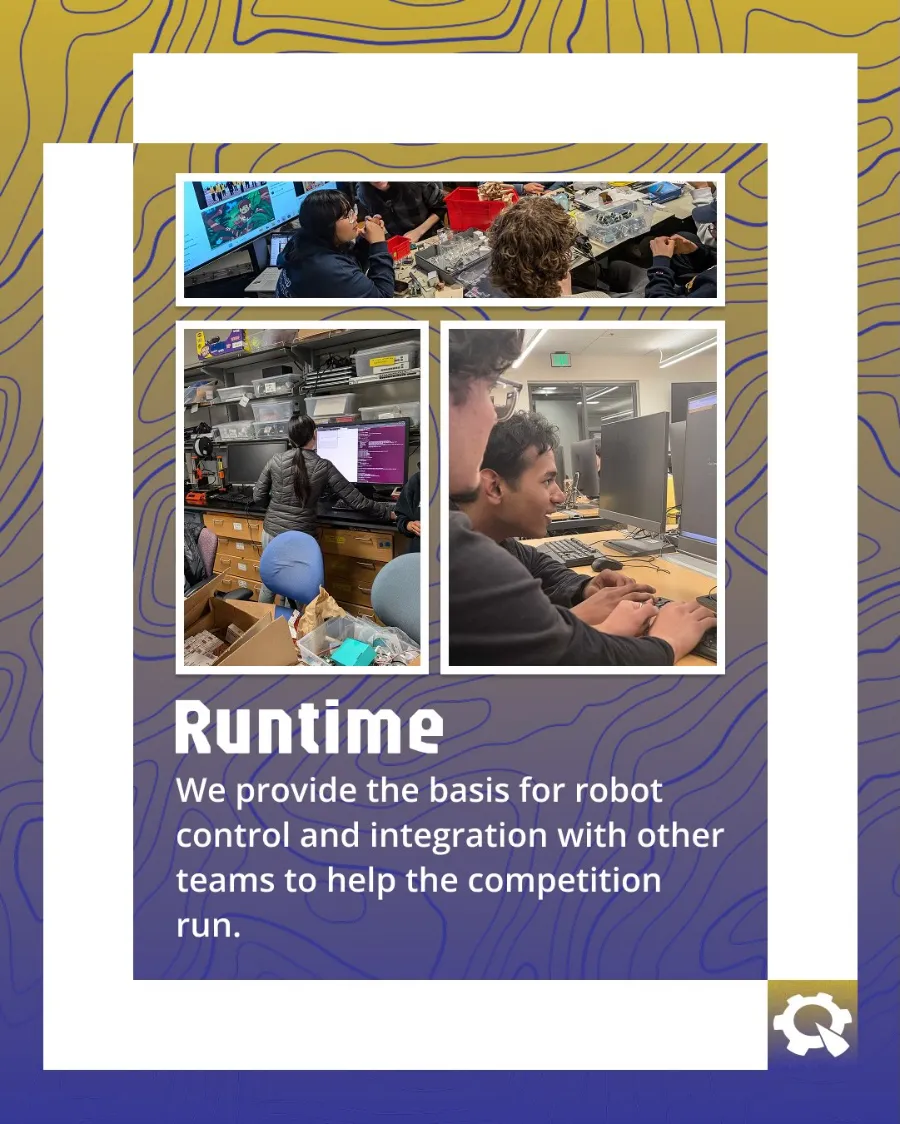 Runtime
We provide the basis for robot
control and integration with other
teams to help the competition
run.